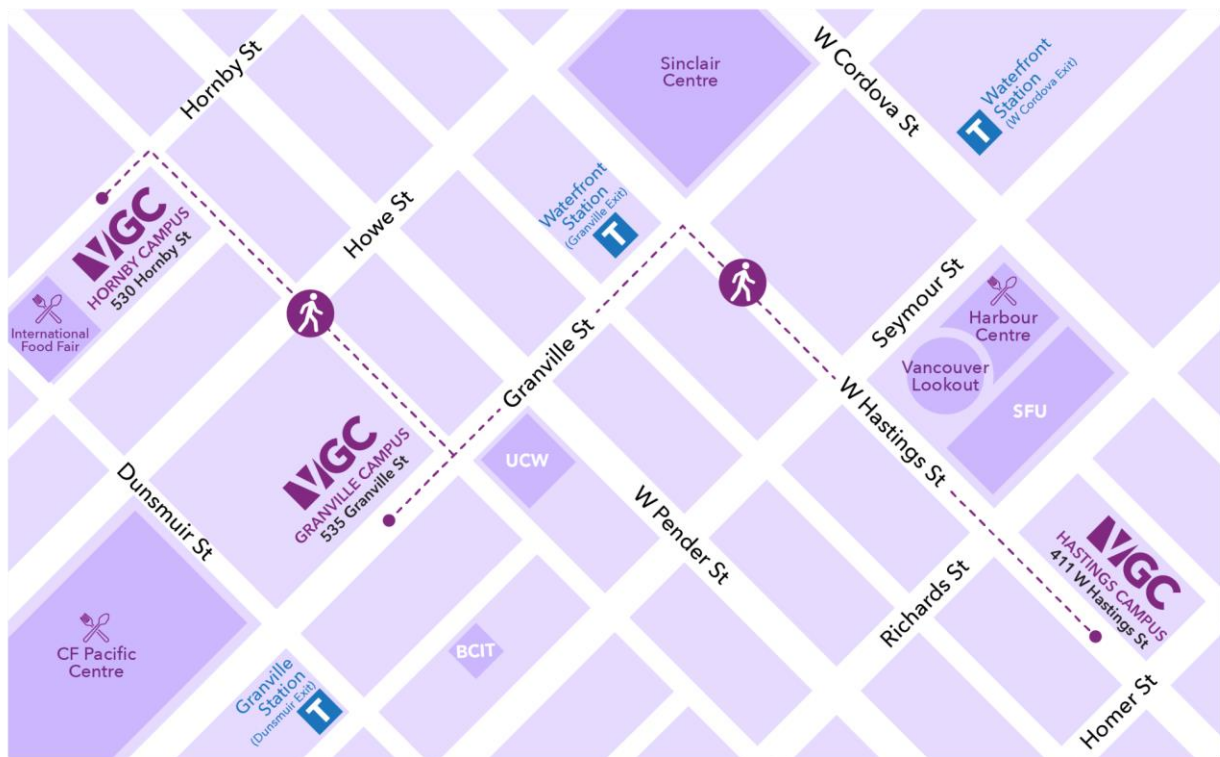 Hornby St
Sinclair
Centre
W Cordova St
Waterfront
Station
(W Cordova Exit)
T
VGC
HORNBY CAMPUS
530 Hornby St
Howe St
Waterfront
Station
(Granville Exit)
T
International
Food Fair
Granville St
Seymour St
Harbour
Centre
Vancouver
Lookout
SFU
W Hastings St
VGC
GRANVILLE CAMPUS
535 Granville St
UCW
Dunsmuir St
W Pender St
VGC
HASTINGS CAMPUS
411 W Hastings St
Richards St
CF Pacific
Centre
BCIT
Granville
Station
(Dunsmuir Exit)
T
Homer St